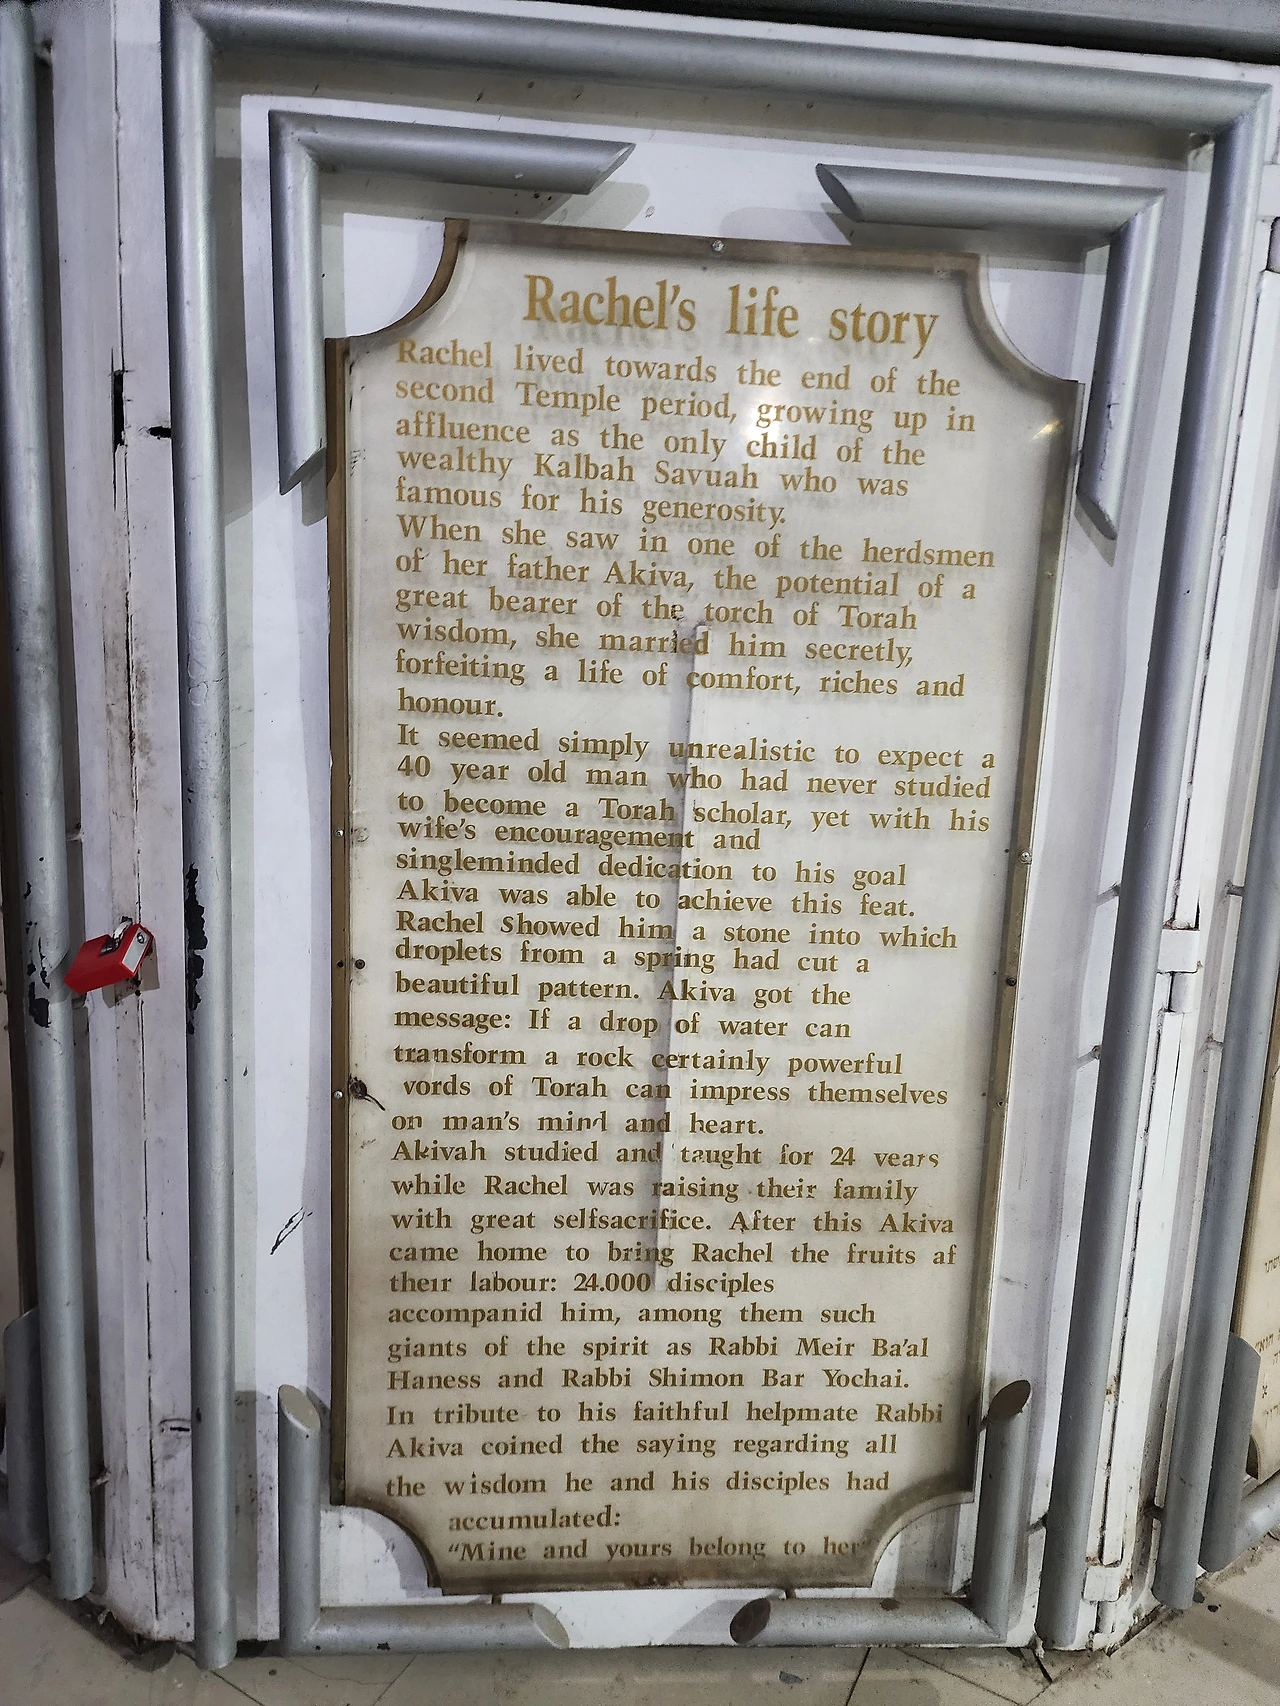 Rachel's life story
Rachel lived towards the end of the
second Temple period, growing up in
affluence as the only child of the
wealthy Kalbah Savuah who was
famous for his generosity.
When she saw in one of the herdsmen
of her father Akiva, the potential of a
great bearer of the torch of Torah
wisdom, she married him secretly,
forfeiting a life of comfort, riches and
honour.
It seemed simply unrealistic to expect a
40 year old man who had never studied
to become a Torah scholar, yet with his
wife's encouragement and
singleminded dedication to his goal
Akiva was able to achieve this feat.
Rachel Showed him a stone into which
droplets from a spring had cut a
beautiful pattern. Akiva got the
message: If a drop of water can
transform a rock certainly powerful
vords of Torah can impress themselves
on man's mind and heart.
Akivah studied and taught for 24 years
while Rachel was raising their family
with great selfsacrifice. After this Akiva
came home to bring Rachel the fruits af
their labour: 24.000 disciples
accompanid him, among them such
giants of the spirit as Rabbi Meir Ba'al
Haness and Rabbi Shimon Bar Yochai.
In tribute to his faithful helpmate Rabbi
Akiva coined the saying regarding all
the wisdom he and his disciples had
accumulated:
"Mine and yours belong to her"